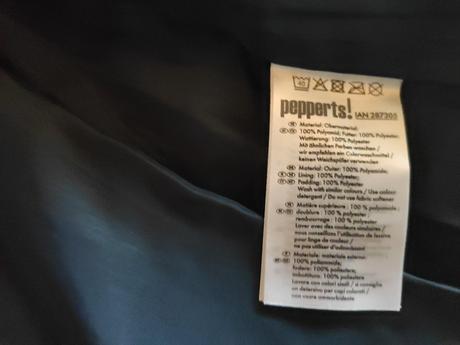 40
pepperts! IAN 287205
Material: Obermaterial:
100% Polyamid; Futter: 100% Polyester;
Wattierung: 100% Polyester
Mit ähnlichen Farben waschen /
wir empfehlen ein Colorwaschmittel /
keinen Weichspüler verwenden
Material: Outer: 100% Polyamide;
Lining: 100% Polyester;
Padding: 100% Polyester
Wash with similar colours / Use colour
detergent / Do not use fabric softener
Matière supérieure: 100 % polyamide;
doublure: 100 % polyester;
rembourrage: 100 % polyester
Laver avec des couleurs similaires /
nous conseillons l'utilisation de lessive
pour linge de couleur /
ne pas utiliser d'adoucissant
Materiale: materiale esterno:
100% poliammide;
fodera: 100% poliestere;
imbottitura: 100% poliestere
Lavare con colori simili / si consiglia
un detersivo per capi colorati /
non usare ammorbidente